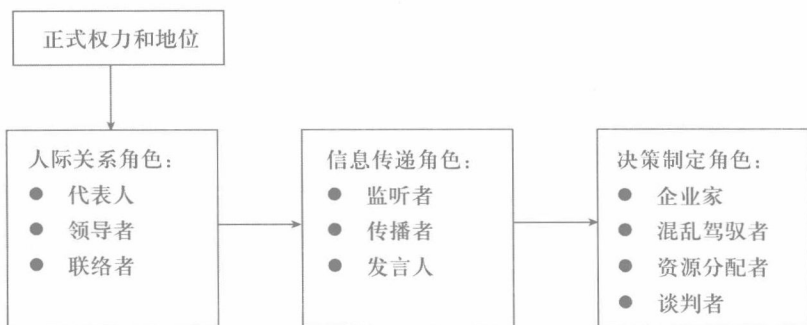 正式权力和地位
人际关系角色：
● 代表人
● 领导者
● 联络者
信息传递角色：
● 监听者
● 传播者
● 发言人
决策制定角色：
● 企业家
● 混乱驾驭者
● 资源分配者
● 谈判者